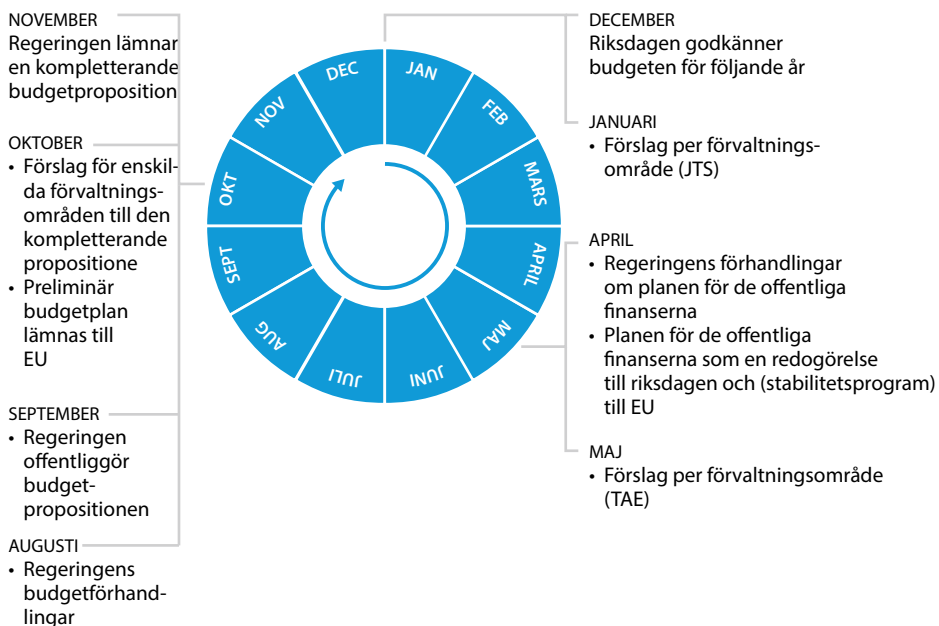 NOVEMBER
Regeringen lämnar
en kompletterande
budgetproposition
OKTOBER
• Förslag för enskil-
da förvaltnings-
områden till den
kompletterande
propositione
• Preliminär
budgetplan
lämnas till
EU
SEPTEMBER
• Regeringen
offentliggör
budget-
propositionen
AUGUSTI
• Regeringens
budgetförhand-
lingar
JAN
FEB
MARS
APRIL
MAJ
JUNI
JULI
AUG
SEPT
OKT
NOV
DEC
DECEMBER
Riksdagen godkänner
budgeten för följande år
JANUARI
• Förslag per förvaltnings-
område (JTS)
APRIL
• Regeringens förhandlingar
om planen för de offentliga
finanserna
• Planen för de offentliga
finanserna som en redogörelse
till riksdagen och (stabilitetsprogram)
till EU
MAJ
• Förslag per förvaltningsområde
(TAE)